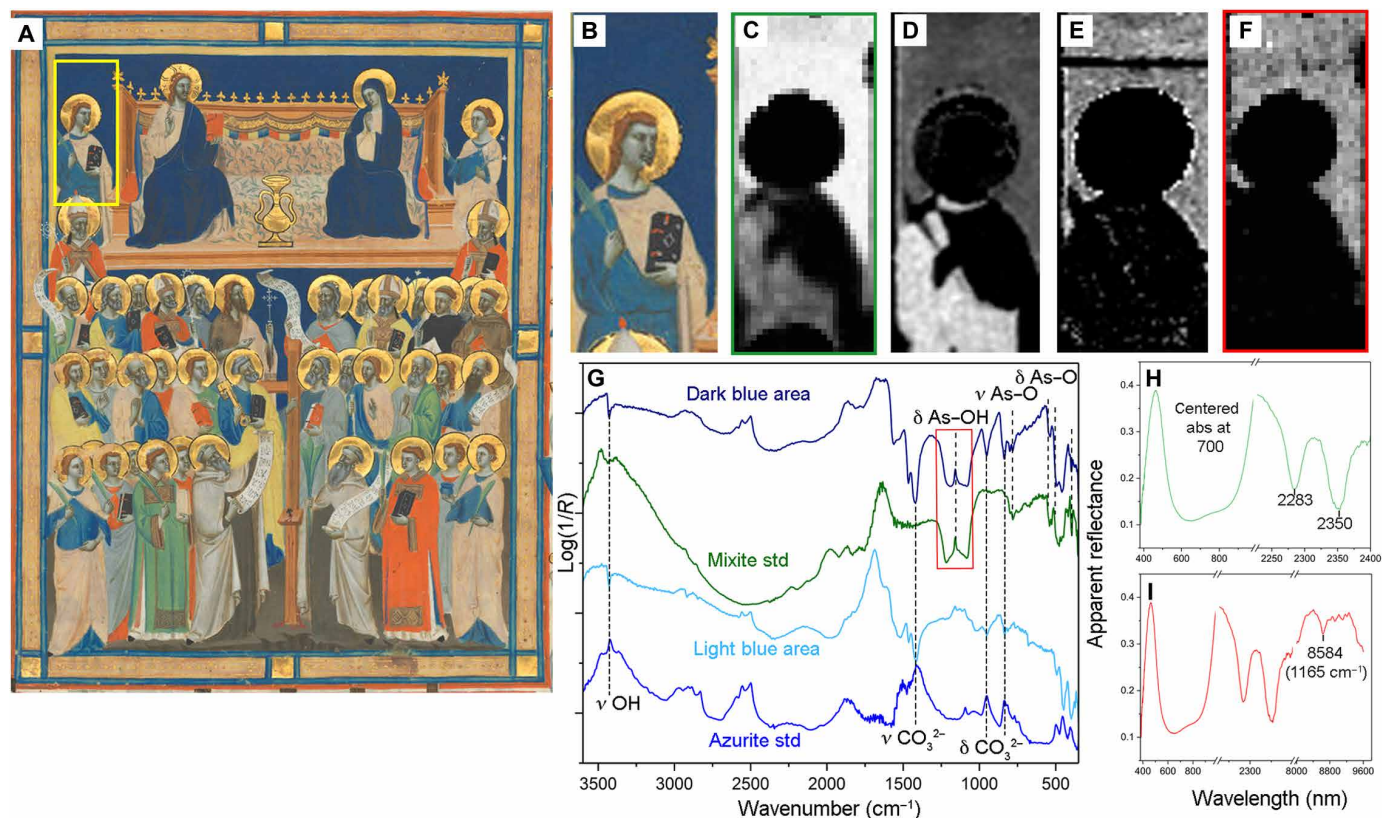 A
B
C
D
E
F
G
Dark blue area
δ As–OH
ν As–O
δ As–O
Mixite std
Light blue area
Azurite std
ν OH
ν CO₃²⁻
δ CO₃²⁻
Log(1/R)
3500
3000
2500
2000
1500
1000
500
Wavenumber (cm⁻¹)
H
Centered
abs at
700
2283
2350
0.4
0.3
0.2
0.1
400
800
2250
2300
2350
2400
Apparent reflectance
I
8584
(1165 cm⁻¹)
0.4
0.3
0.2
0.1
400
800
2300
8000
8800
9600
Wavelength (nm)